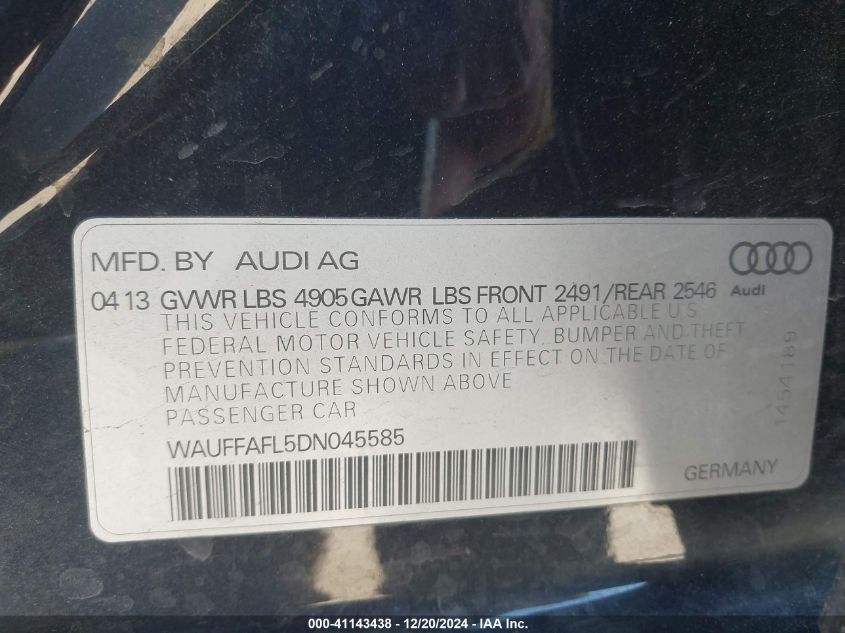 MFD. BY AUDI AG
04 13 GVWR LBS 4905 GAWR LBS FRONT 2491/REAR 2546
Audi
THIS VEHICLE CONFORMS TO ALL APPLICABLE U S
FEDERAL MOTOR VEHICLE SAFETY, BUMPER AND THEFT
PREVENTION STANDARDS IN EFFECT ON THE DATE OF
MANUFACTURE SHOWN ABOVE
PASSENGER CAR
1454189
WAUFFAFL5DN045585
GERMANY
000-41143438 - 12/20/2024 - IAA Inc.